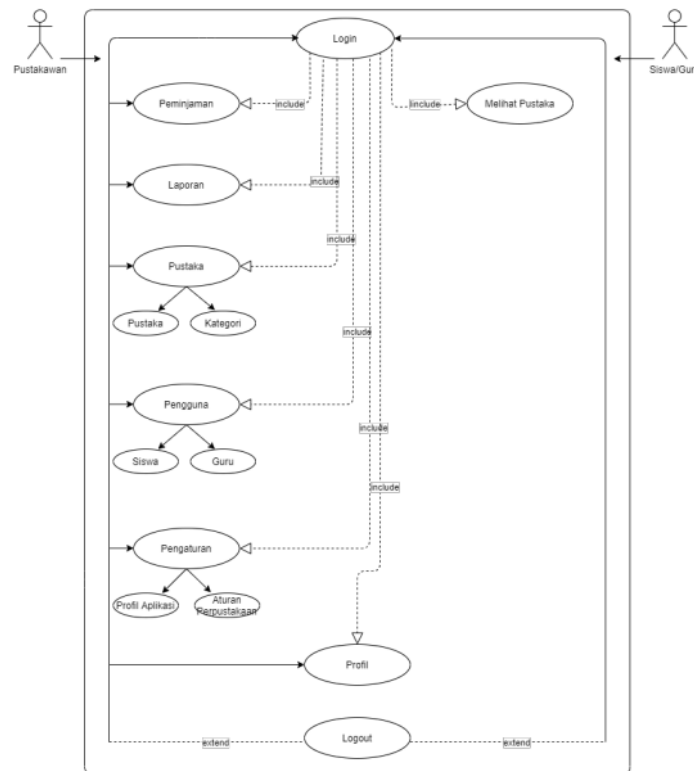 Login
Pustakawan
Siswa/Guru
Peminjaman
include
include
Melihat Pustaka
Laporan
include
include
Pustaka
Pustaka
Kategori
include
Pengguna
include
Siswa
Guru
include
Pengaturan
Profil Aplikasi
Aturan
Perpustakaan
Profil
Logout
extend
extend